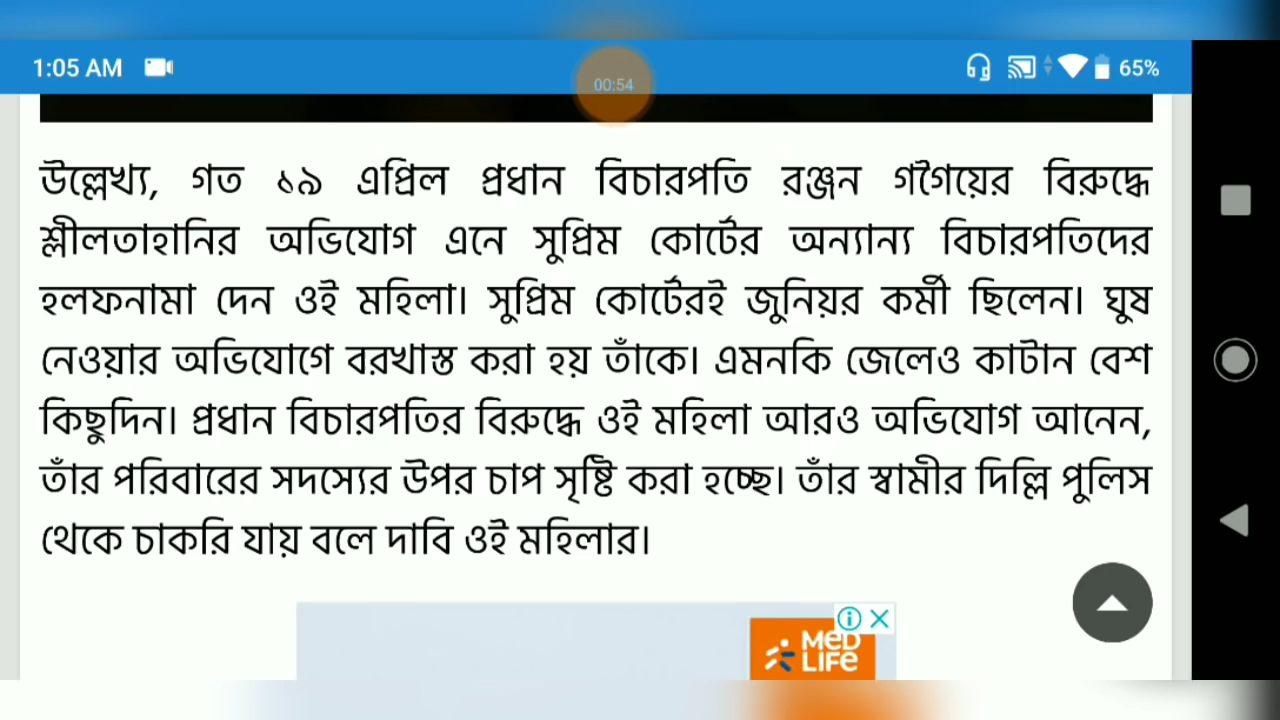 1:05 AM
00:54
65%
উল্লেখ্য, গত ১৯ এপ্রিল প্রধান বিচারপতি রঞ্জন গগৈয়ের বিরুদ্ধে
শ্লীলতাহানির অভিযোগ এনে সুপ্রিম কোর্টের অন্যান্য বিচারপতিদের
হলফনামা দেন ওই মহিলা। সুপ্রিম কোর্টেরই জুনিয়র কর্মী ছিলেন। ঘুষ
নেওয়ার অভিযোগে বরখাস্ত করা হয় তাঁকে। এমনকি জেলেও কাটান বেশ
কিছুদিন। প্রধান বিচারপতির বিরুদ্ধে ওই মহিলা আরও অভিযোগ আনেন,
তাঁর পরিবারের সদস্যের উপর চাপ সৃষ্টি করা হচ্ছে। তাঁর স্বামীর দিল্লি পুলিস
থেকে চাকরি যায় বলে দাবি ওই মহিলার।
MED
LIFE